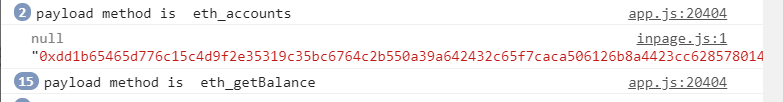 2 payload method is eth_accounts app.js:20404
null inpage.js:1
"0xdd1b65465d776c15c4d9f2e35319c35bc6764c2b550a39a642432c65f7caca506126b8a4423cc628578014
15 payload method is eth_getBalance app.js:20404